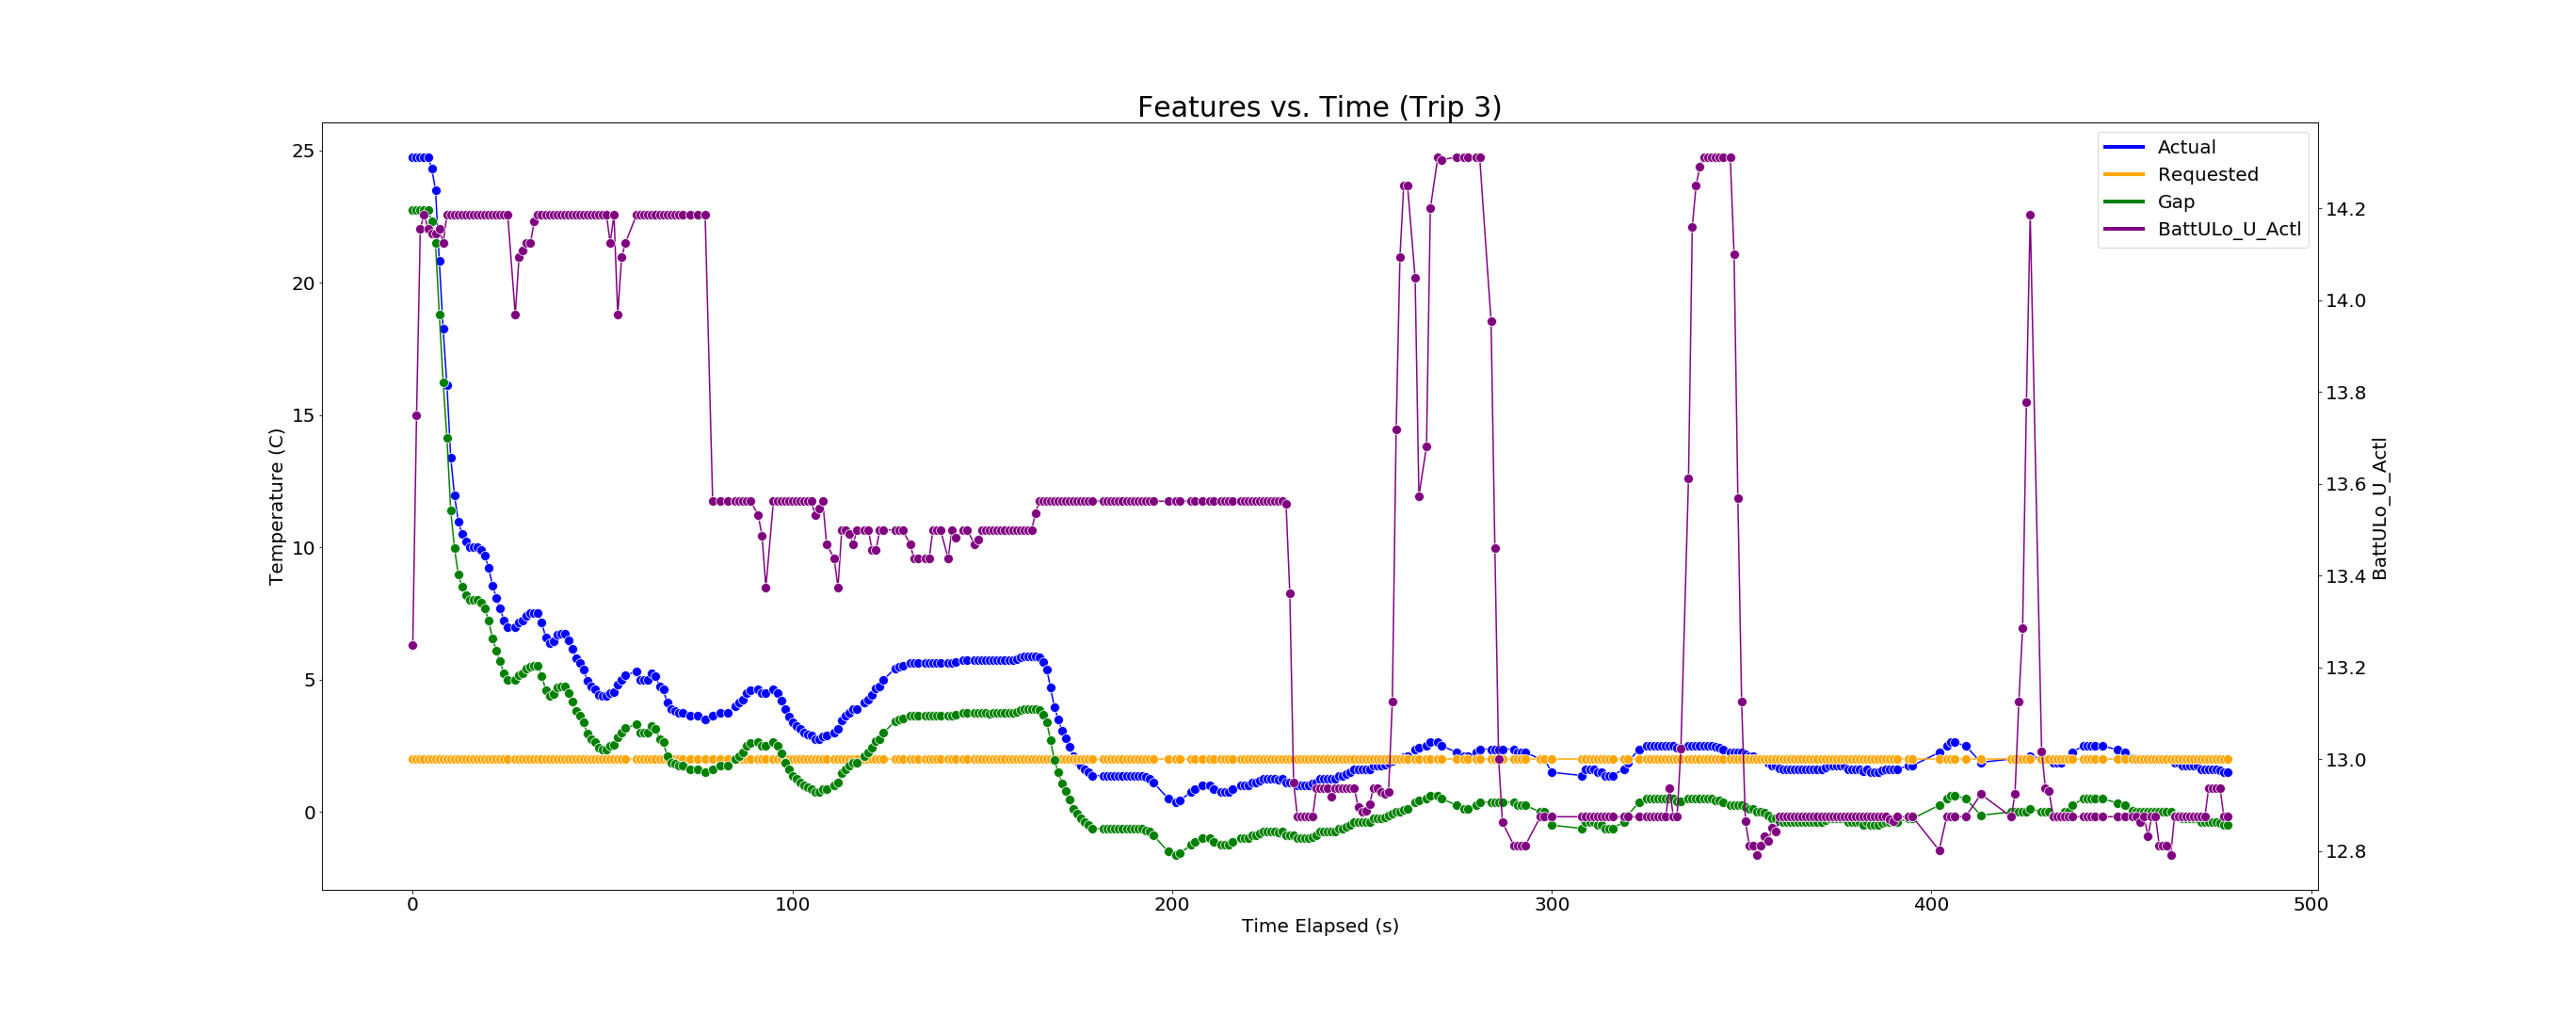 Features vs. Time (Trip 3)
Actual
Requested
Gap
BattULo_U_Actl
25
20
15
10
5
0
Temperature (C)
14.2
14.0
13.8
13.6
13.4
13.2
13.0
12.8
BattULo_U_Actl
0 100 200 300 400 500
Time Elapsed (s)